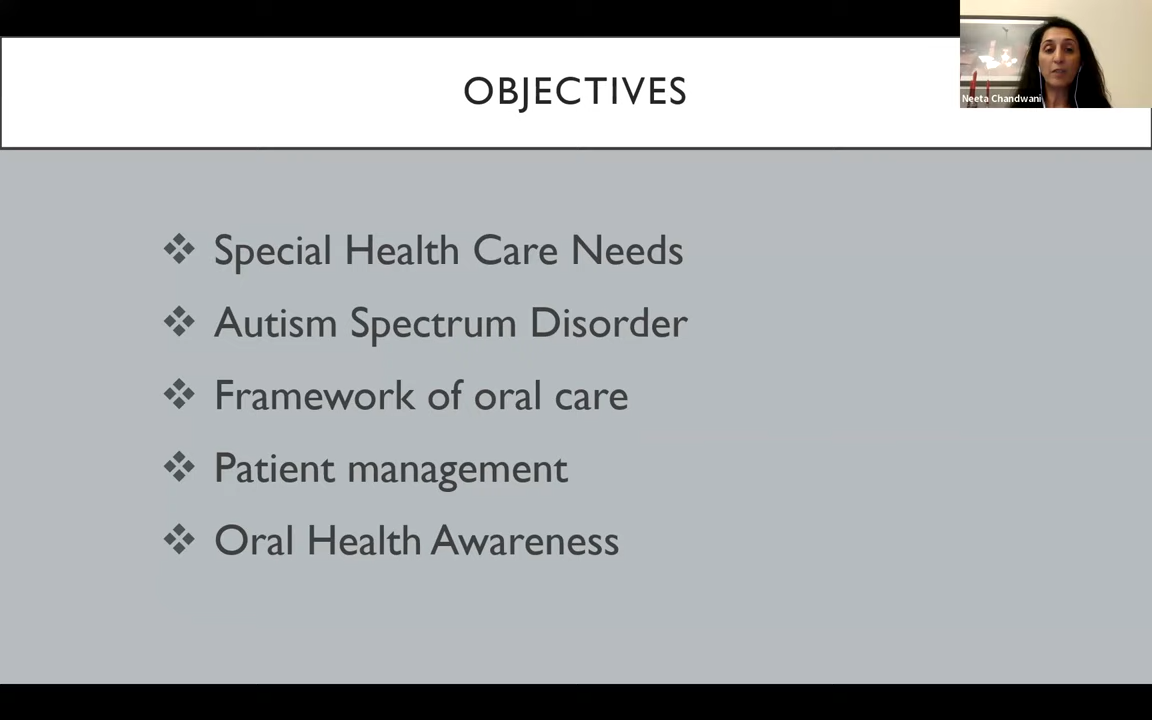 OBJECTIVES
Neeta Chandwani
❖ Special Health Care Needs
❖ Autism Spectrum Disorder
❖ Framework of oral care
❖ Patient management
❖ Oral Health Awareness